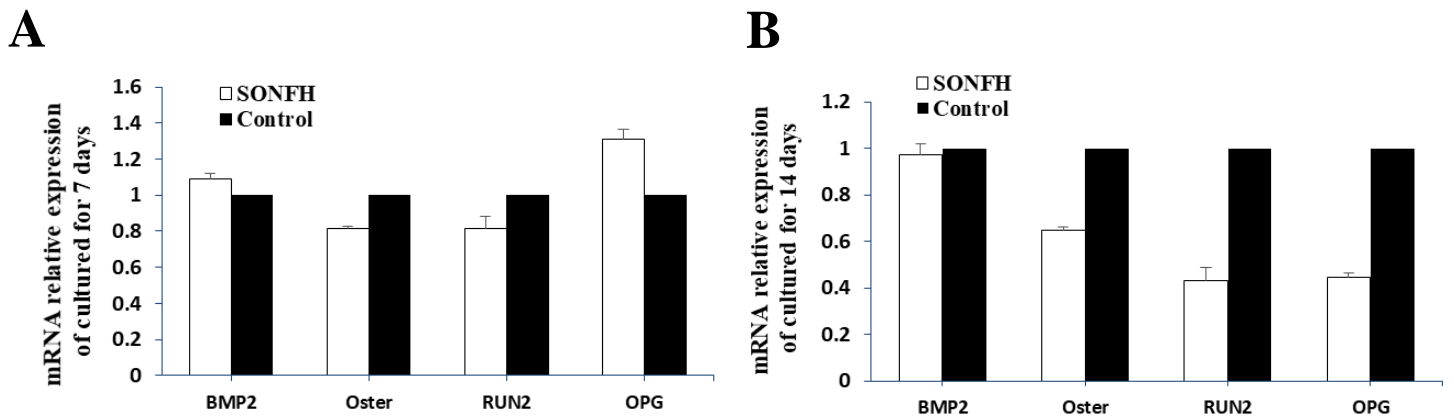 A
mRNA relative expression
of cultured for 7 days
1.6
1.4
1.2
1
0.8
0.6
0.4
0.2
0
SONFH
Control
BMP2 Oster RUN2 OPG
B
mRNA relative expression
of cultured for 14 days
1.2
1
0.8
0.6
0.4
0.2
0
SONFH
Control
BMP2 Oster RUN2 OPG